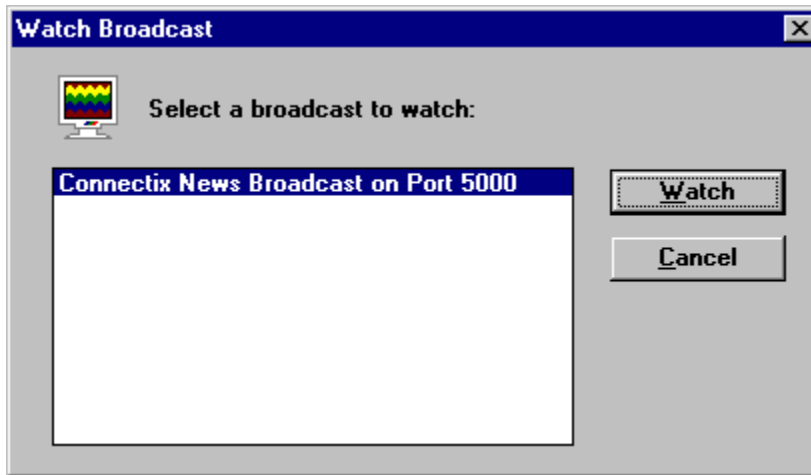 Watch Broadcast
Select a broadcast to watch:
Connectix News Broadcast on Port 5000
Watch
Cancel